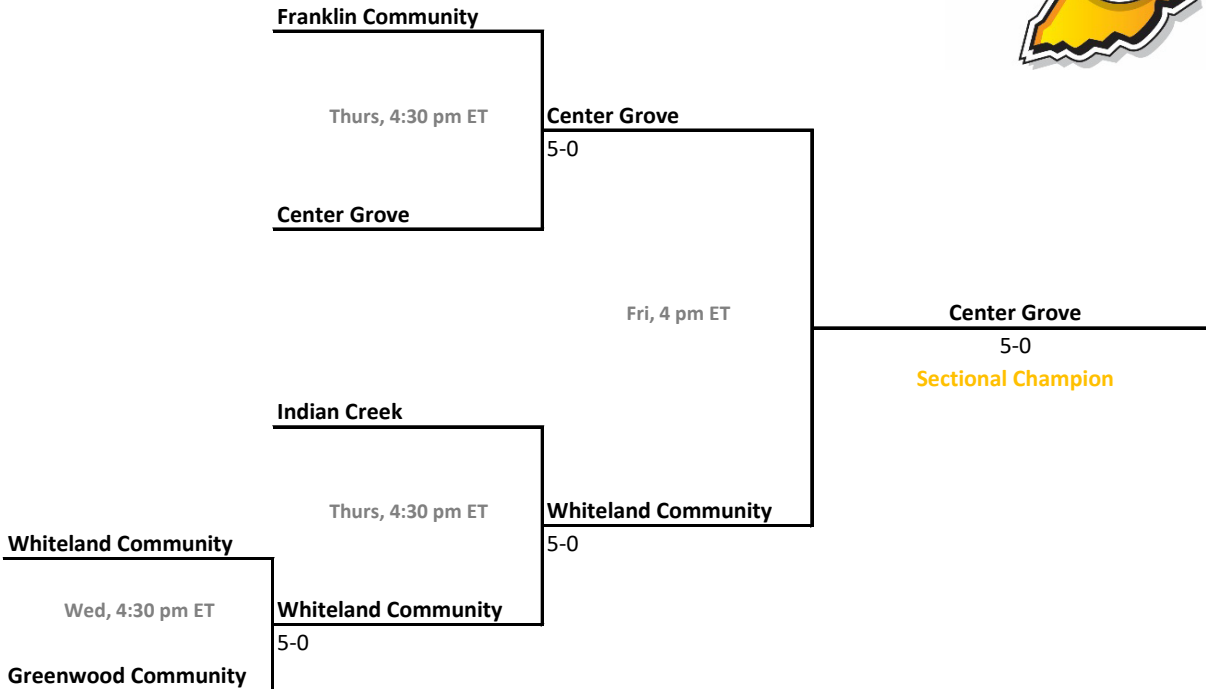 Franklin Community
Thurs, 4:30 pm ET
Center Grove
5-0
Center Grove
Fri, 4 pm ET
Center Grove
5-0
Sectional Champion
Indian Creek
Thurs, 4:30 pm ET
Whiteland Community
5-0
Whiteland Community
Wed, 4:30 pm ET
Whiteland Community
5-0
Greenwood Community